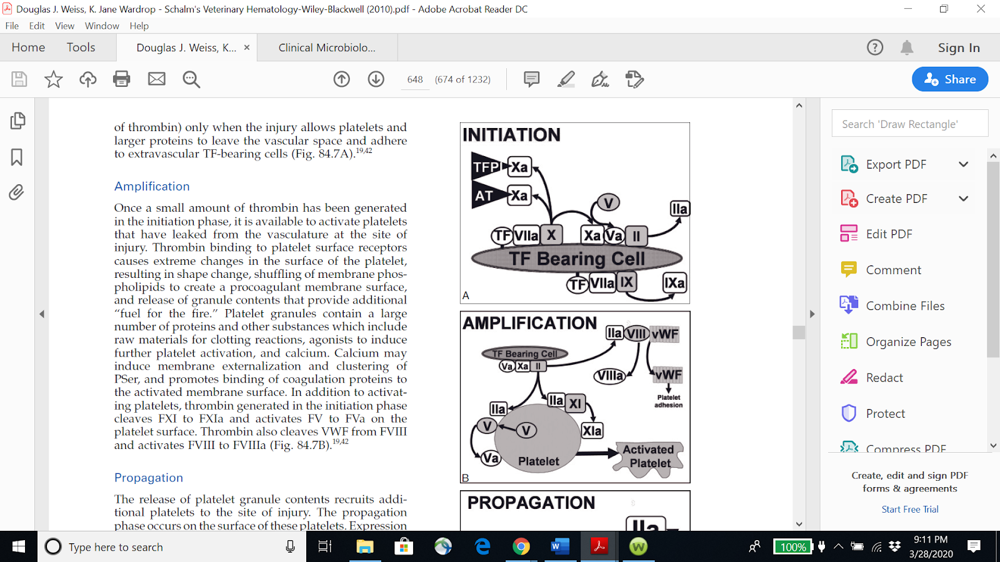 Douglas J. Weiss, K. Jane Wardrop - Schalm's Veterinary Hematology-Wiley-Blackwell (2010).pdf - Adobe Acrobat Reader DC
File Edit View Window Help
Home Tools Douglas J. Weiss, K... × Clinical Microbiolo... ? Sign In
648 (674 of 1232) Share
of thrombin) only when the injury allows platelets and
larger proteins to leave the vascular space and adhere
to extravascular TF-bearing cells (Fig. 84.7A).19,42
Amplification
Once a small amount of thrombin has been generated
in the initiation phase, it is available to activate platelets
that have leaked from the vasculature at the site of
injury. Thrombin binding to platelet surface receptors
causes extreme changes in the surface of the platelet,
resulting in shape change, shuffling of membrane phos-
pholipids to create a procoagulant membrane surface,
and release of granule contents that provide additional
“fuel for the fire.” Platelet granules contain a large
number of proteins and other substances which include
raw materials for clotting reactions, agonists to induce
further platelet activation, and calcium. Calcium may
induce membrane externalization and clustering of
PSer, and promotes binding of coagulation proteins to
the activated membrane surface. In addition to activat-
ing platelets, thrombin generated in the initiation phase
cleaves FXI to FXIa and activates FV to FVa on the
platelet surface. Thrombin also cleaves VWF from FVIII
and activates FVIII to FVIIIa (Fig. 84.7B).19,42
Propagation
The release of platelet granule contents recruits addi-
tional platelets to the site of injury. The propagation
phase occurs on the surface of these platelets. Expression
INITIATION
TFP Xa
AT Xa
V
IIa
TF VIIa X Xa Va II
TF Bearing Cell
TF VIIa IX IXa
A
AMPLIFICATION
IIa VIII vWF
TF Bearing Cell
Va Xa II
VIIIa vWF
Platelet
adhesion
IIa IIa XI
V V XIa
Va Platelet
Activated
Platelet
B
PROPAGATION
IIa
Search 'Draw Rectangle'
Export PDF
Create PDF
Edit PDF
Comment
Combine Files
Organize Pages
Redact
Protect
Compress PDF
Create, edit and sign PDF
forms & agreements
Start Free Trial
Type here to search
100%
9:11 PM
3/28/2020